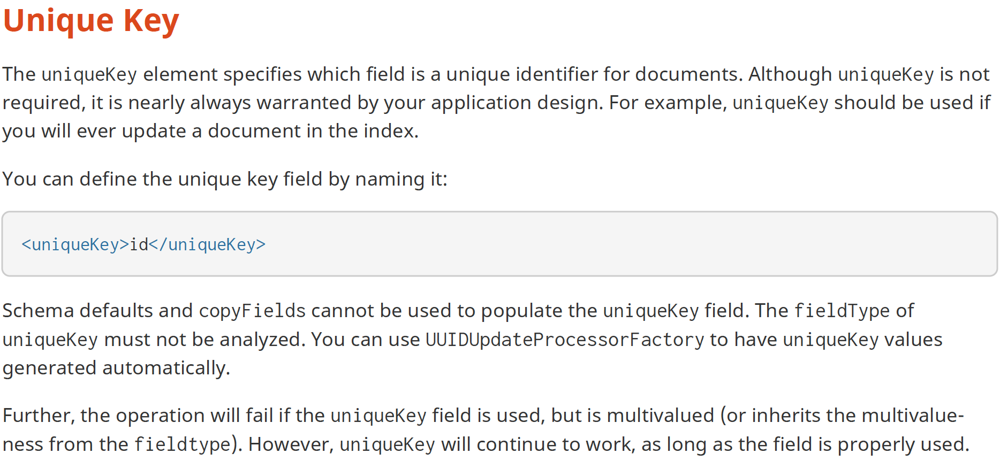 Unique Key
The uniqueKey element specifies which field is a unique identifier for documents. Although uniqueKey is not
required, it is nearly always warranted by your application design. For example, uniqueKey should be used if
you will ever update a document in the index.
You can define the unique key field by naming it:
<uniqueKey>id</uniqueKey>
Schema defaults and copyFields cannot be used to populate the uniqueKey field. The fieldType of
uniqueKey must not be analyzed. You can use UUIDUpdateProcessorFactory to have uniqueKey values
generated automatically.
Further, the operation will fail if the uniqueKey field is used, but is multivalued (or inherits the multivalue-
ness from the fieldtype). However, uniqueKey will continue to work, as long as the field is properly used.